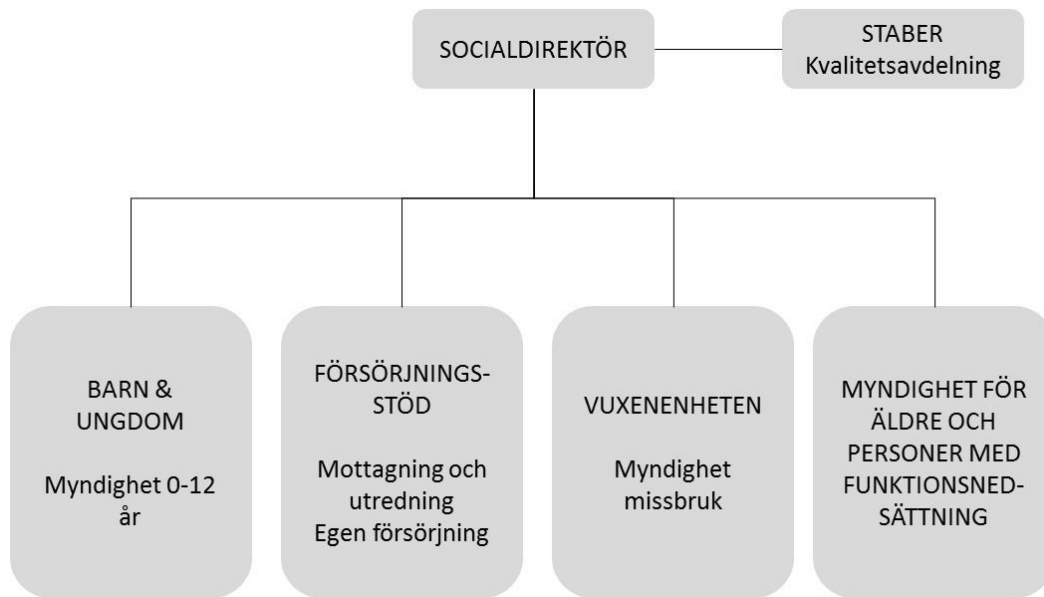 SOCIALDIREKTÖR
STABER
Kvalitetsavdelning
BARN &
UNGDOM
Myndighet 0-12
år
FÖRSÖRJNINGS-
STÖD
Mottagning och
utredning
Egen försörjning
VUXENENHETEN
Myndighet
missbruk
MYNDIGHET FÖR
ÄLDRE OCH
PERSONER MED
FUNKTIONSNED-
SÄTTNING